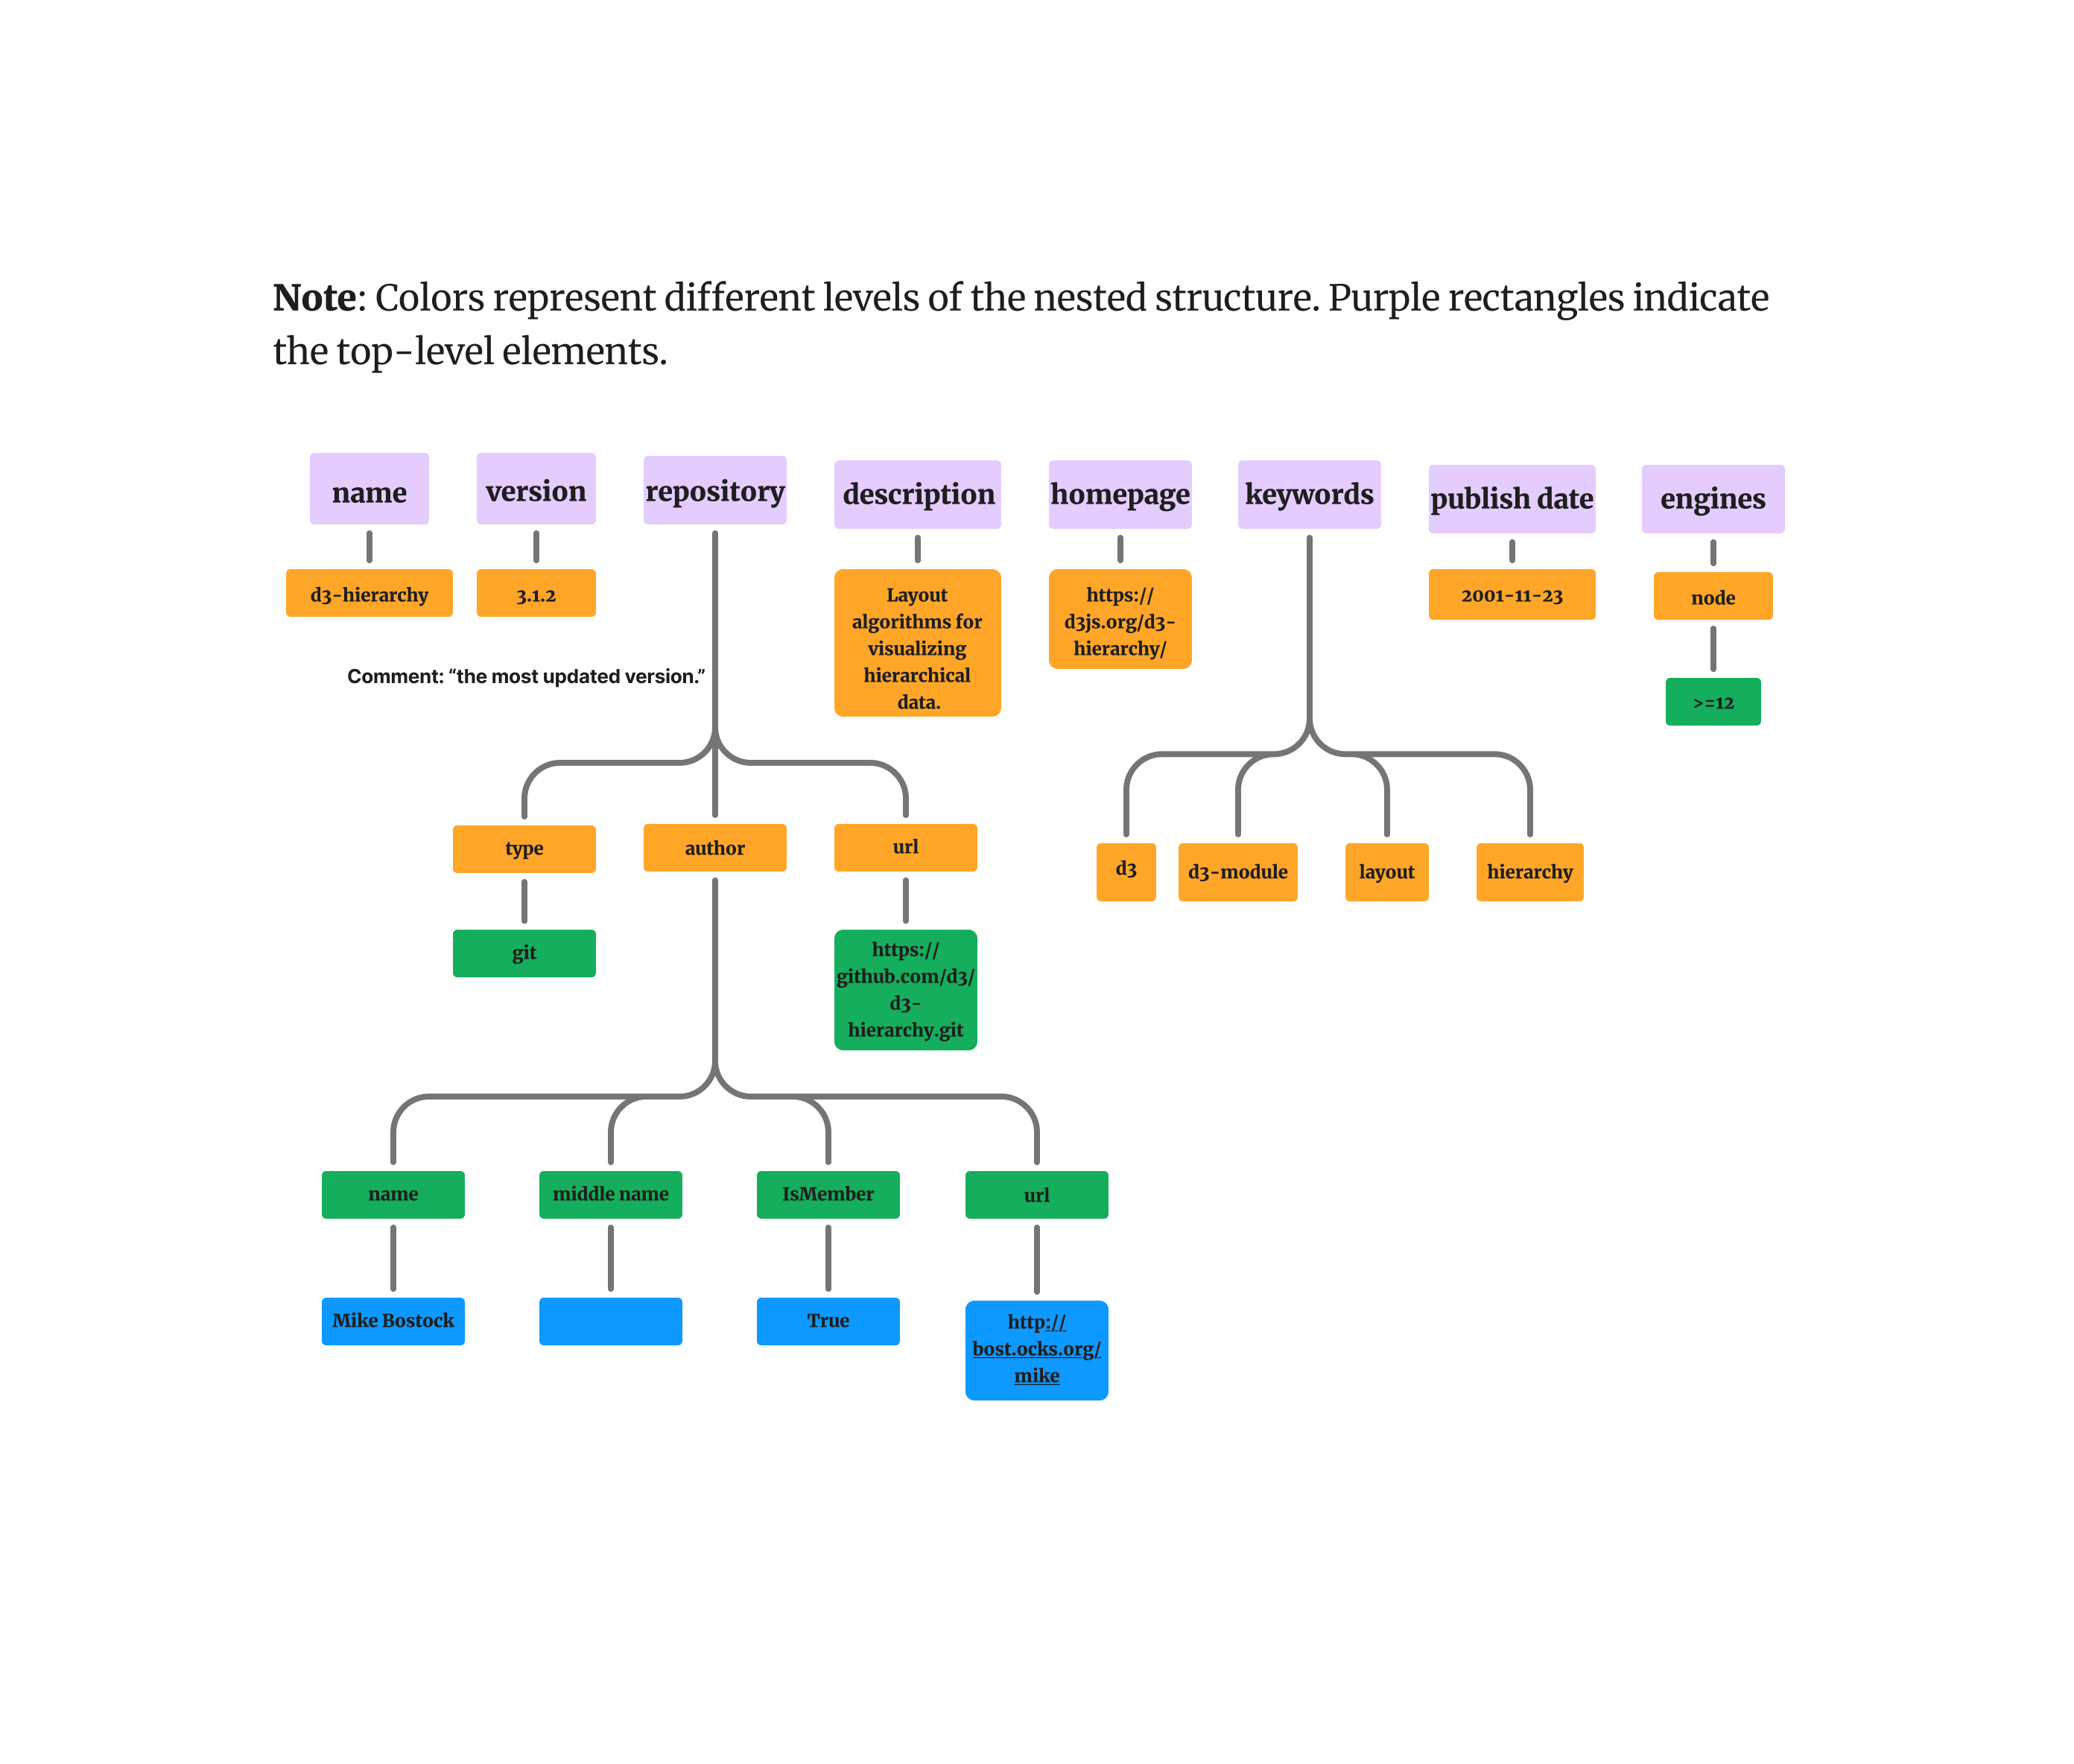 Note: Colors represent different levels of the nested structure. Purple rectangles indicate
the top-level elements.
name
version
repository
description
homepage
keywords
publish date
engines
d3-hierarchy
3.1.2
Layout
algorithms for
visualizing
hierarchical
data.
https://
d3js.org/d3-
hierarchy/
2001-11-23
node
Comment: “the most updated version.”
>=12
type
author
url
d3
d3-module
layout
hierarchy
git
https://
github.com/d3/
d3-
hierarchy.git
name
middle name
IsMember
url
Mike Bostock
True
http://
bost.ocks.org/
mike